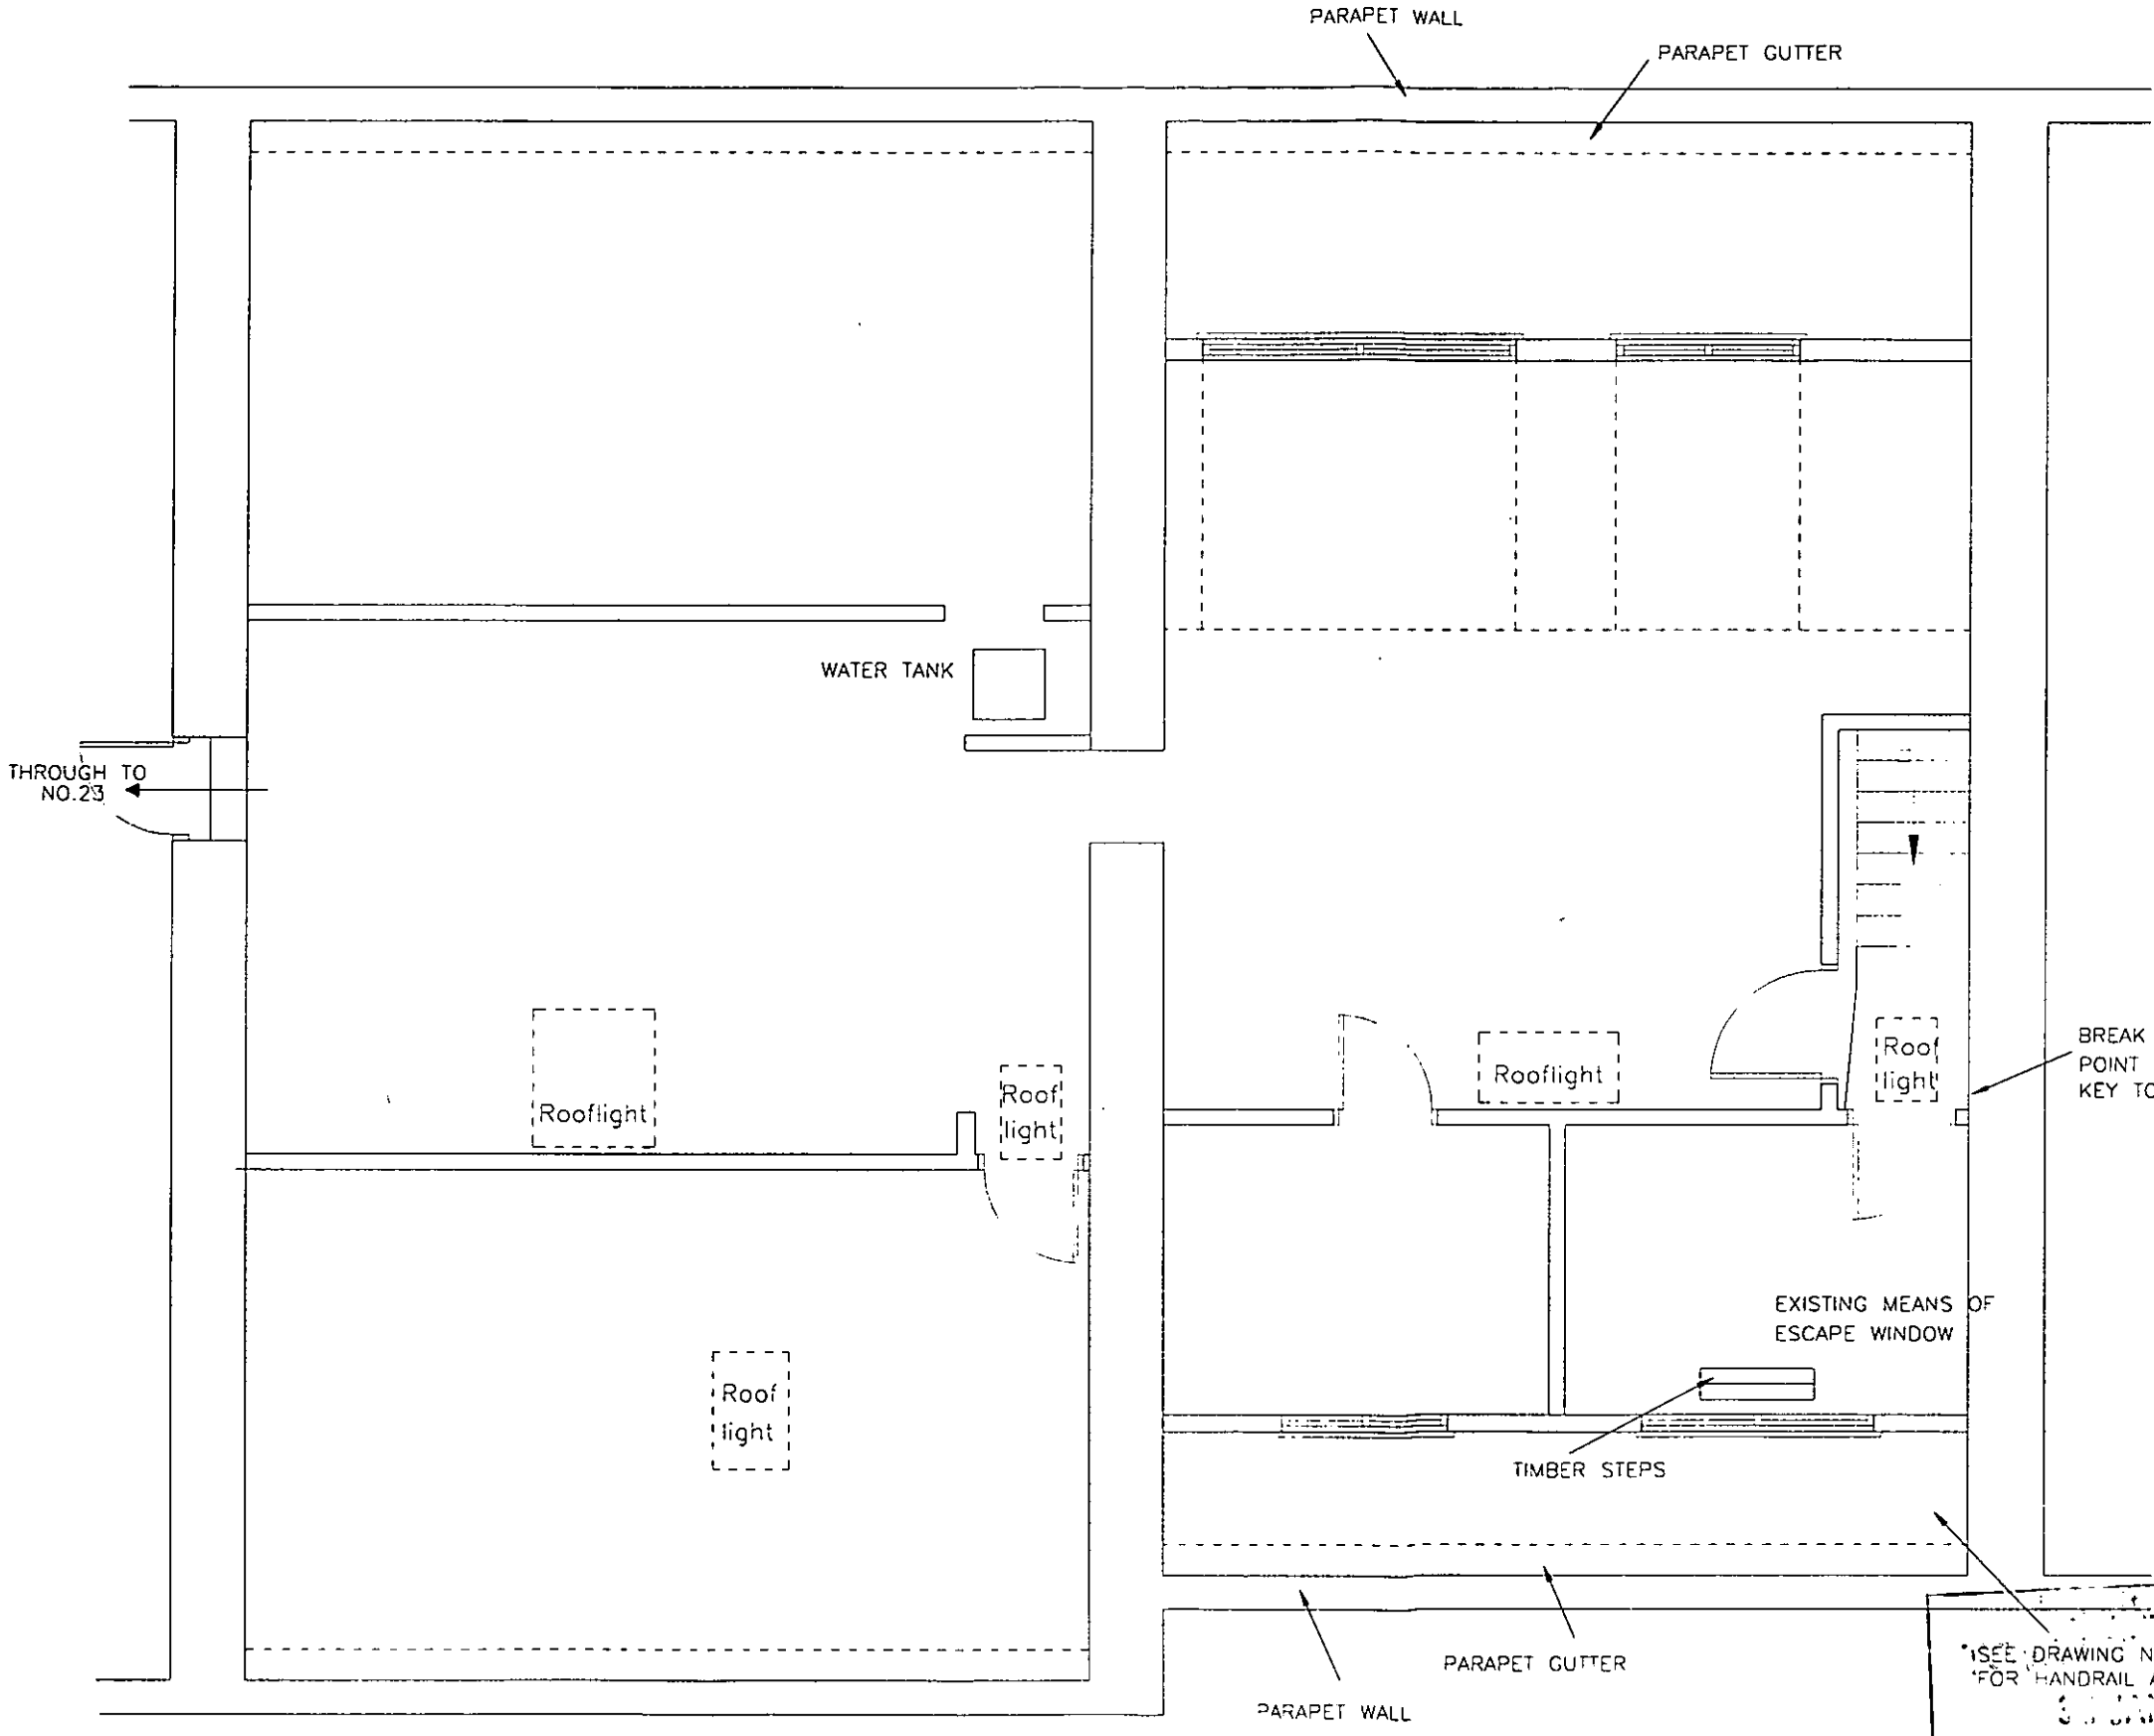 PARAPET WALL
PARAPET GUTTER
WATER TANK
THROUGH TO
NO.23
Rooflight
Roof
light
Rooflight
Roof
light
BREAK
POINT
KEY TO
EXISTING MEANS OF
ESCAPE WINDOW
Roof
light
TIMBER STEPS
SEE DRAWING N
FOR HANDRAIL A
PARAPET GUTTER
PARAPET WALL